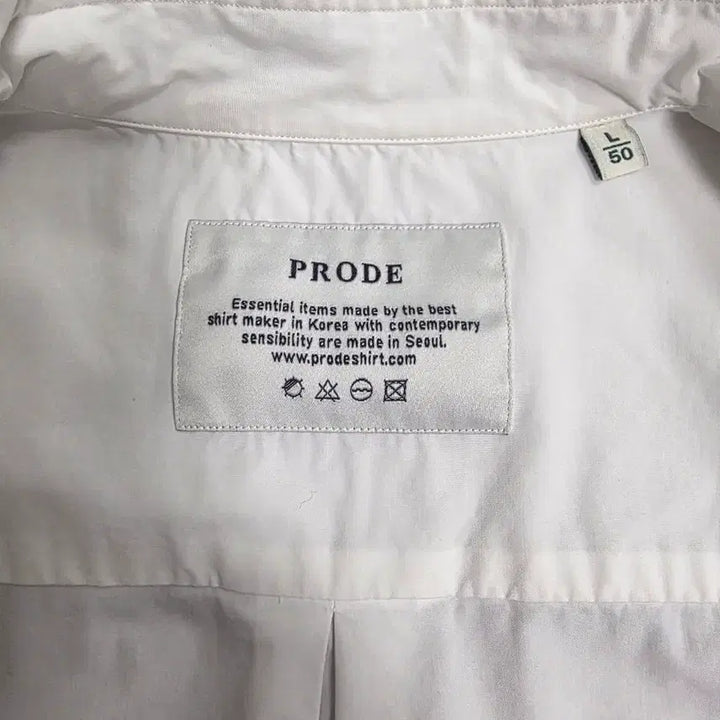 L
50
PRODE
Essential items made by the best
shirt maker in Korea with contemporary
sensibility are made in Seoul.
www.prodeshirt.com